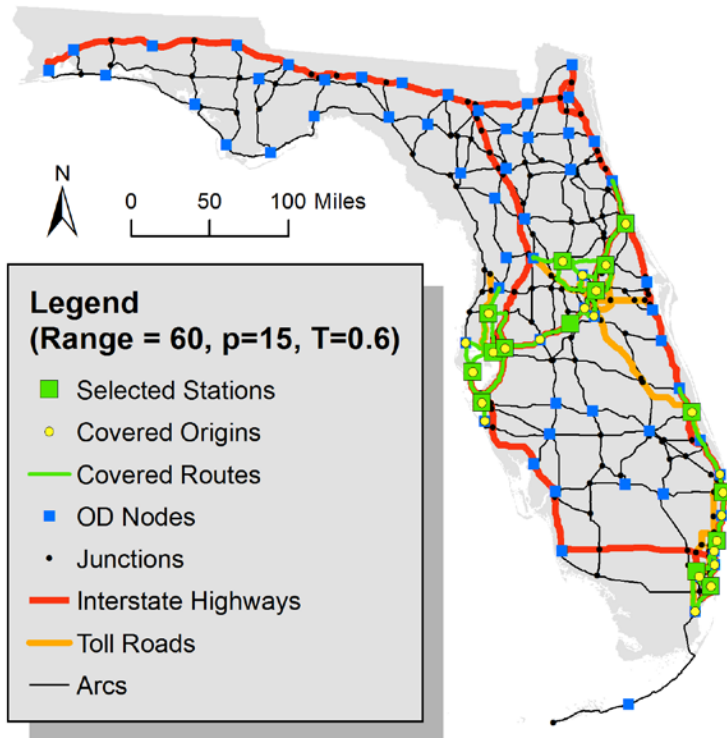 N
0 50 100 Miles
Legend
(Range = 60, p=15, T=0.6)
Selected Stations
Covered Origins
Covered Routes
OD Nodes
Junctions
Interstate Highways
Toll Roads
Arcs